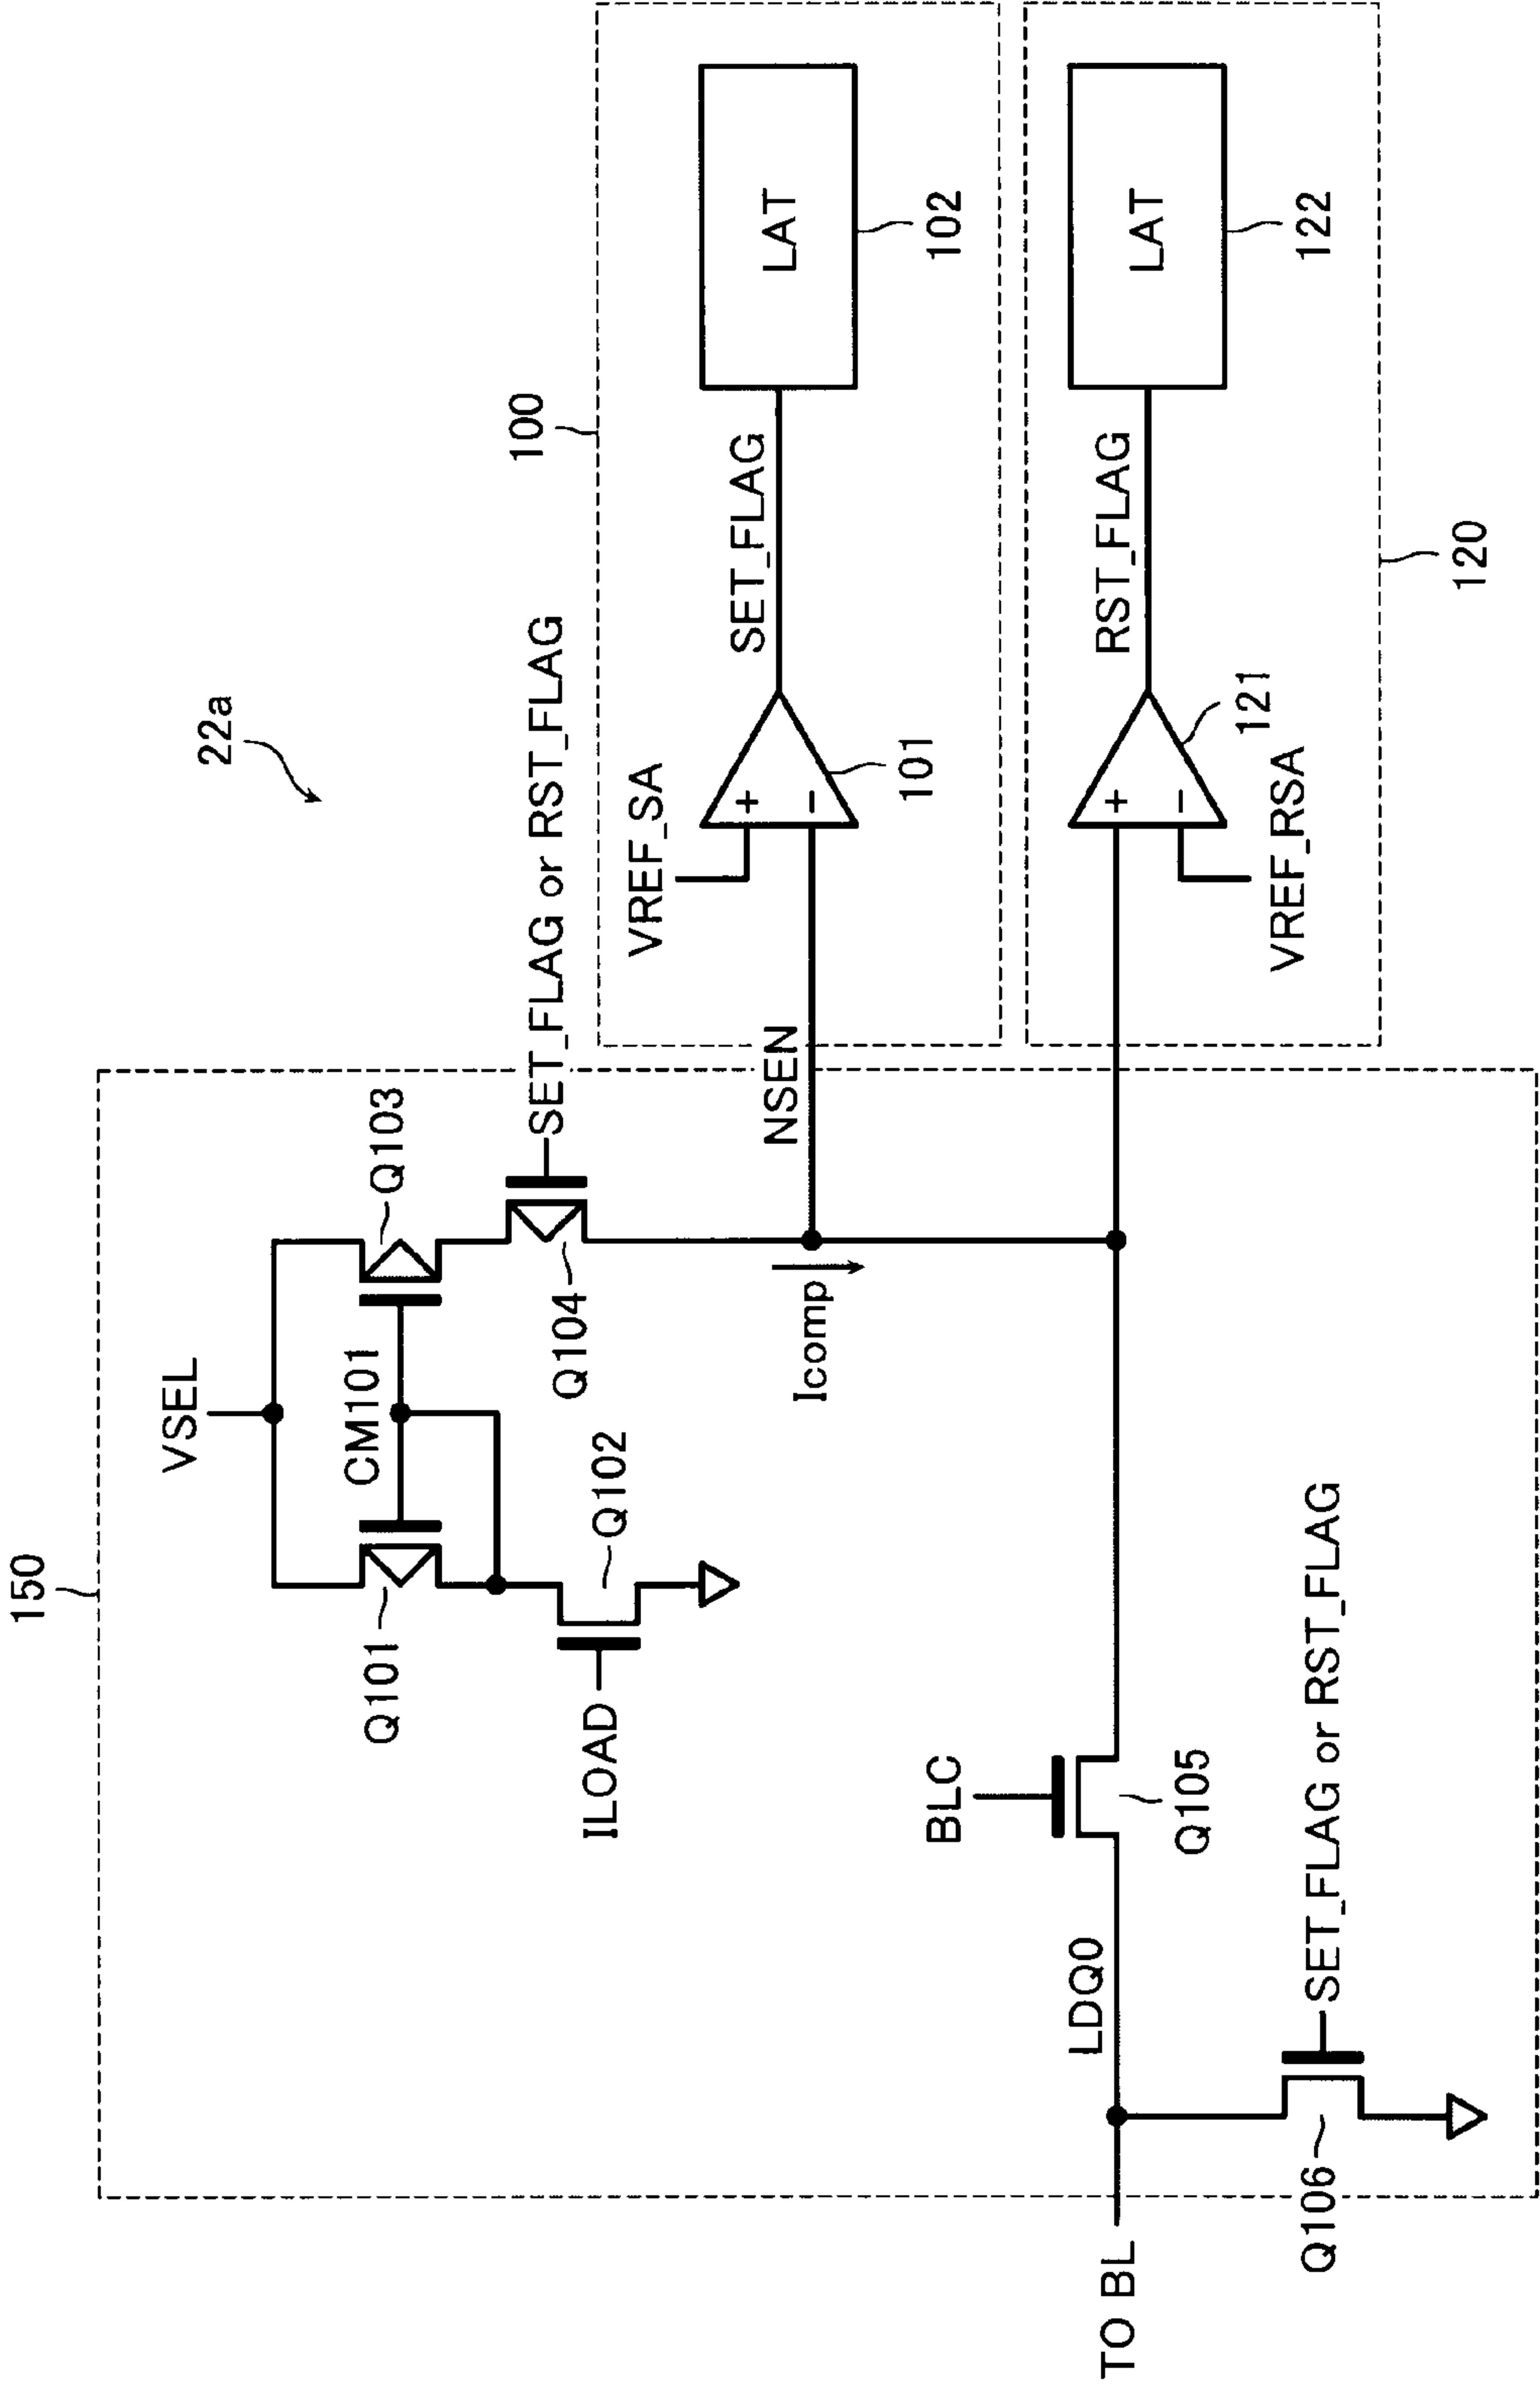 22a
150
VSEL
Q101
CM101
Q103
ILOAD
Q102
Q104
SET_FLAG or RST_FLAG
100
VREF_SA
+
-
101
SET_FLAG
LAT
102
NSEN
Icomp
BLC
Q105
LDQ0
TO BL
Q106
SET_FLAG or RST_FLAG
+
-
121
VREF_RSA
RST_FLAG
LAT
122
120